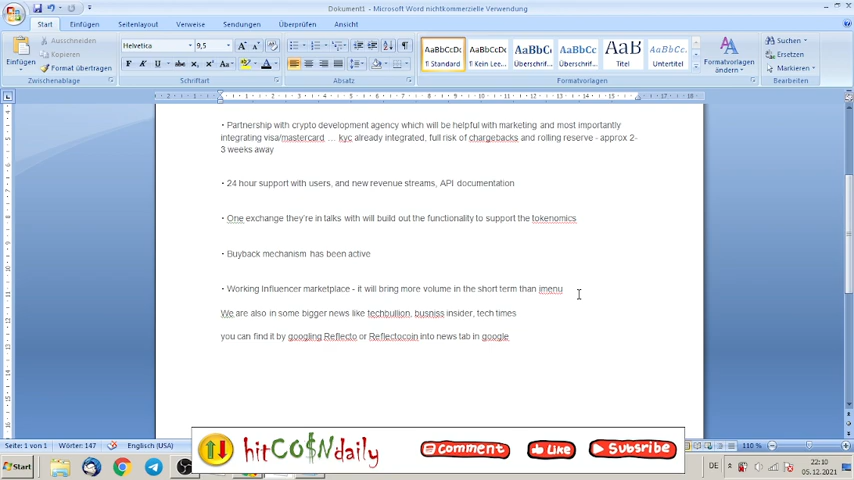 Dokument1 - Microsoft Word nichtkommerzielle Verwendung
Start Einfügen Seitenlayout Verweise Sendungen Überprüfen Ansicht
Einfügen
Ausschneiden
Kopieren
Format übertragen
Zwischenablage
Helvetica 9,5
Schriftart
Absatz
AaBbCcDc AaBbCcDc AaBbC AaBbCc AaB AaBbCc
¶ Standard ¶ Kein Lee... Überschrif... Überschrif... Titel Untertitel
Formatvorlagen
Formatvorlagen ändern
Suchen
Ersetzen
Markieren
Bearbeiten
• Partnership with crypto development agency which will be helpful with marketing and most importantly
integrating visa/mastercard … kyc already integrated, full risk of chargebacks and rolling reserve - approx 2-
3 weeks away
• 24 hour support with users, and new revenue streams, API documentation
• One exchange they're in talks with will build out the functionality to support the tokenomics
• Buyback mechanism has been active
• Working Influencer marketplace - it will bring more volume in the short term than imenu
We are also in some bigger news like techbullion, busniss insider, tech times
you can find it by googling Reflecto or Reflectocoin into news tab in google
Seite: 1 von 1 Wörter: 147 Englisch (USA) 110 %
hitCO$Ndaily Comment Like Subscribe
Start DE 22:10
05.12.2021